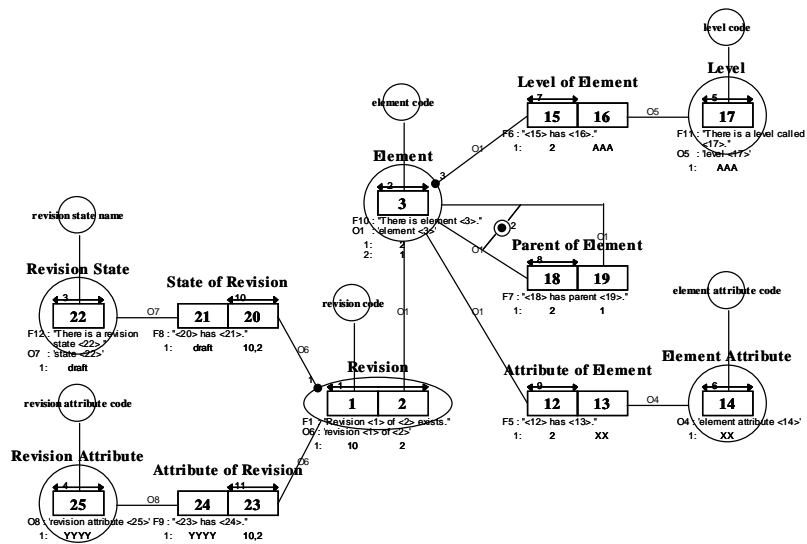 level code
Level
5
17
F11 : "There is a level called
<17>."
O5 : 'level <17>'
1: AAA
Level of Element
7
15 16
O5
F6 : "<15> has <16>."
1: 2 AAA
element code
Element
O1
3
2
3
F10 : "There is element <3>."
O1 : 'element <3>'
1: 2
2: 1
2
O1
O1
Parent of Element
8
18 19
F7 : "<18> has parent <19>."
1: 2 1
O1
O1
revision state name
Revision State
3
22
F12 : "There is a revision
state <22>."
O7 : 'state <22>'
1: draft
O7
State of Revision
10
21 20
F8 : "<20> has <21>."
1: draft 10,2
O6
revision code
Revision
1
1
1 2
F1 : "Revision <1> of <2> exists."
O6 : 'revision <1> of <2>'
1: 10 2
O6
element attribute code
Element Attribute
6
14
O4 : 'element attribute <14>'
1: XX
Attribute of Element
9
12 13
O4
F5 : "<12> has <13>."
1: 2 XX
revision attribute code
Revision Attribute
4
25
O8 : 'revision attribute <25>'
1: YYYY
O8
Attribute of Revision
11
24 23
F9 : "<23> has <24>."
1: YYYY 10,2